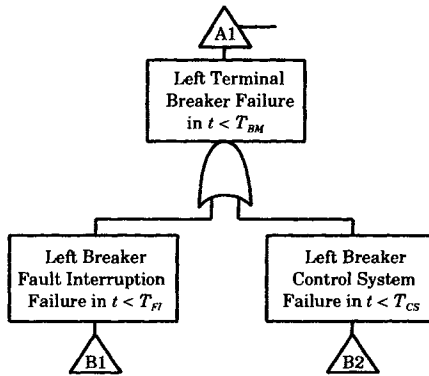 A1
Left Terminal
Breaker Failure
in t < T_BM
Left Breaker
Fault Interruption
Failure in t < T_FI
Left Breaker
Control System
Failure in t < T_CS
B1
B2